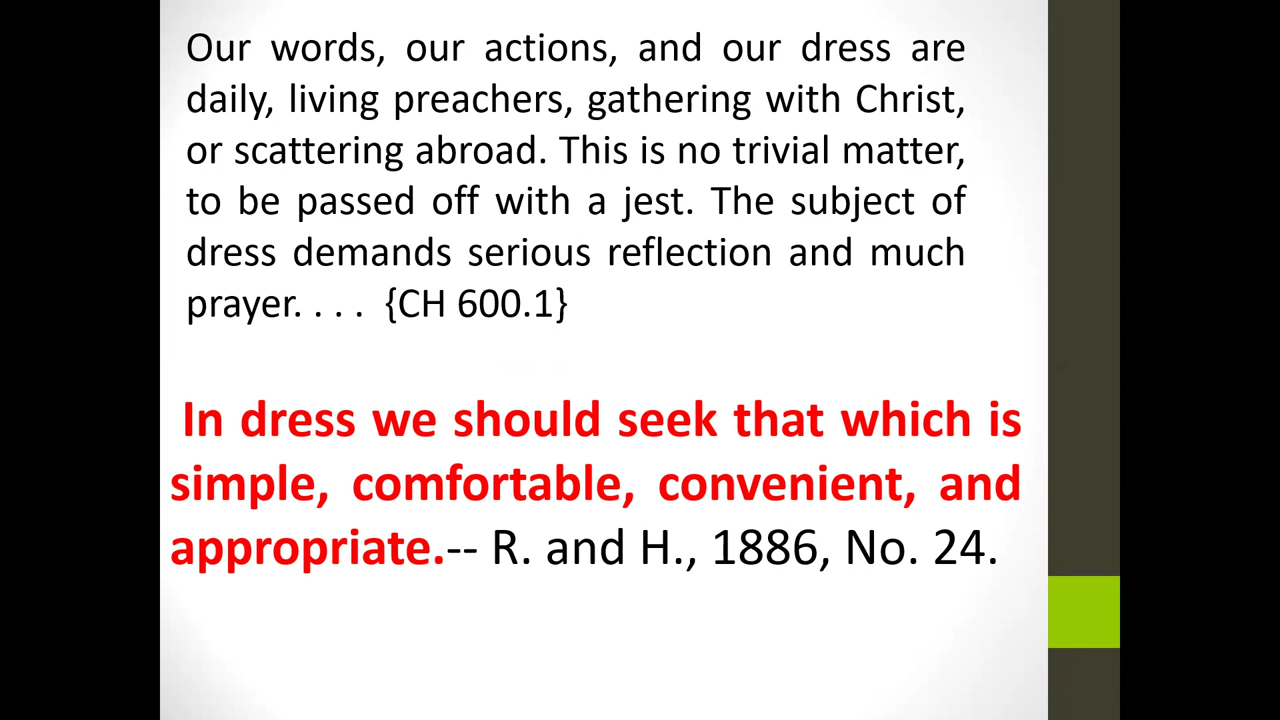 Our words, our actions, and our dress are
daily, living preachers, gathering with Christ,
or scattering abroad. This is no trivial matter,
to be passed off with a jest. The subject of
dress demands serious reflection and much
prayer. . . . {CH 600.1}
In dress we should seek that which is
simple, comfortable, convenient, and
appropriate.-- R. and H., 1886, No. 24.